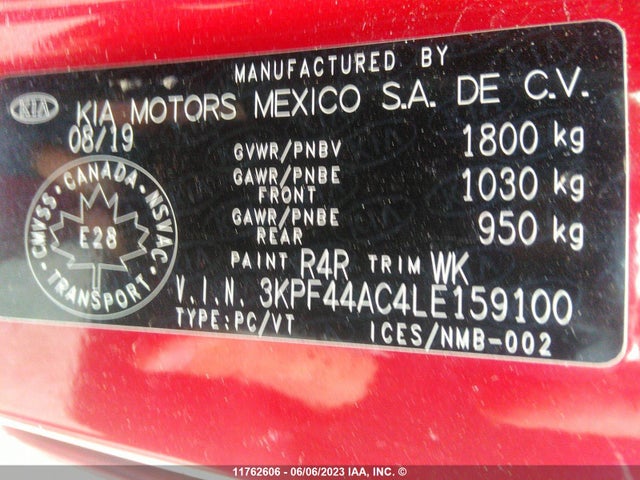 MANUFACTURED BY
KIA KIA MOTORS MEXICO S.A. DE C.V.
08/19
GVWR/PNBV 1800 kg
GAWR/PNBE FRONT 1030 kg
GAWR/PNBE REAR 950 kg
CMVSS • CANADA • NSVAC
E28
TRANSPORT
PAINT R4R TRIM WK
V.I.N. 3KPF44AC4LE159100
TYPE:PC/VT ICES/NMB-002
11762606 - 06/06/2023 IAA, INC. ©